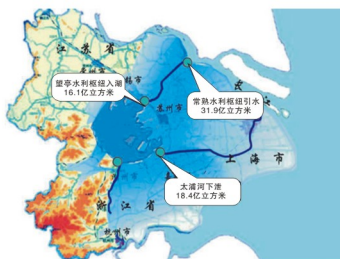 江苏省
望亭水利枢纽入湖
16.1亿立方米
常熟水利枢纽引水
31.9亿立方米
苏州市
上海市
太浦河下泄
18.4亿立方米
浙江省
杭州市